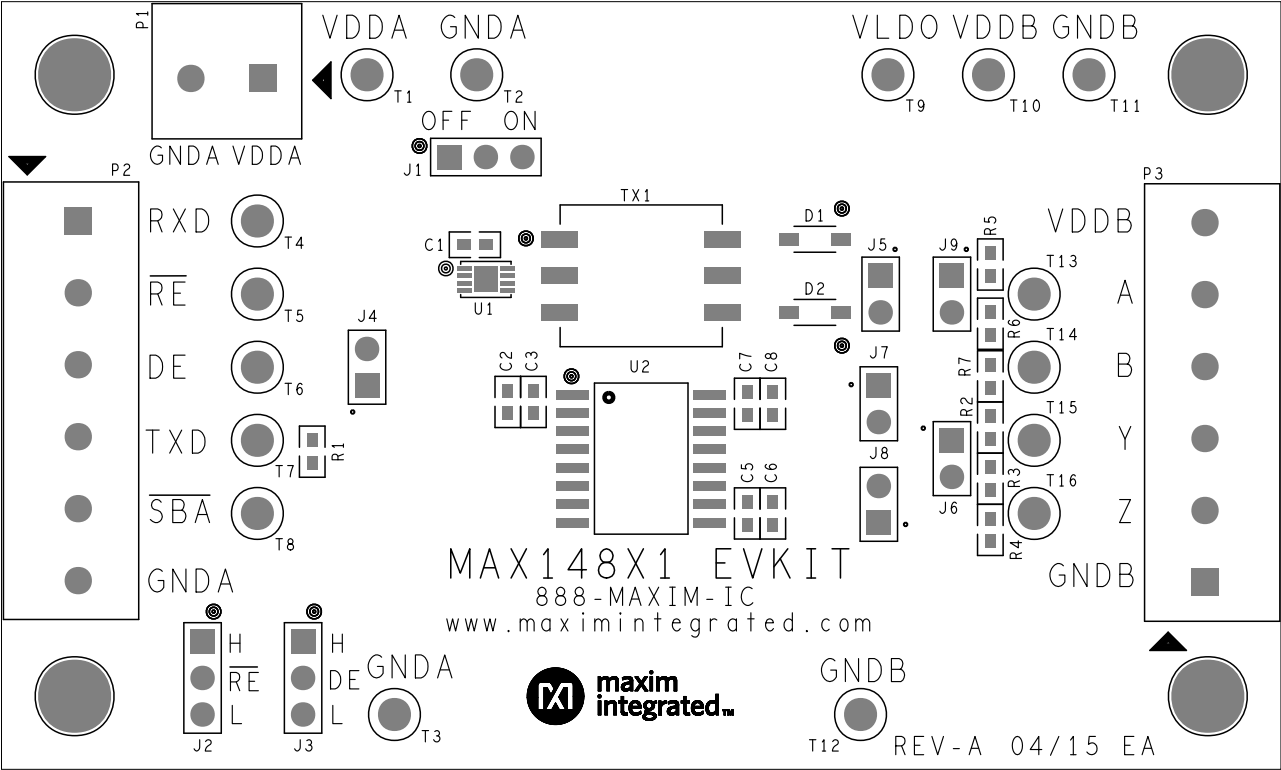 P1
VDDA GNDA
VLDO VDDB GNDB
T1
T2
T9
T10
T11
OFF ON
J1
GNDA VDDA
P2
P3
RXD
T4
RE
T5
DE
T6
TXD
T7
SBA
T8
GNDA
J4
R1
C1
U1
TX1
D1
D2
U2
C2
C3
C7
C8
C5
C6
J5
J9
J7
J8
J6
R5
R6
R7
R2
R3
R4
T13
T14
T15
T16
VDDB
A
B
Y
Z
GNDB
MAX148X1 EVKIT
888-MAXIM-IC
www.maximintegrated.com
H
RE
L
J2
H
DE
L
J3
GNDA
T3
maxim
integrated™
GNDB
T12
REV-A 04/15 EA